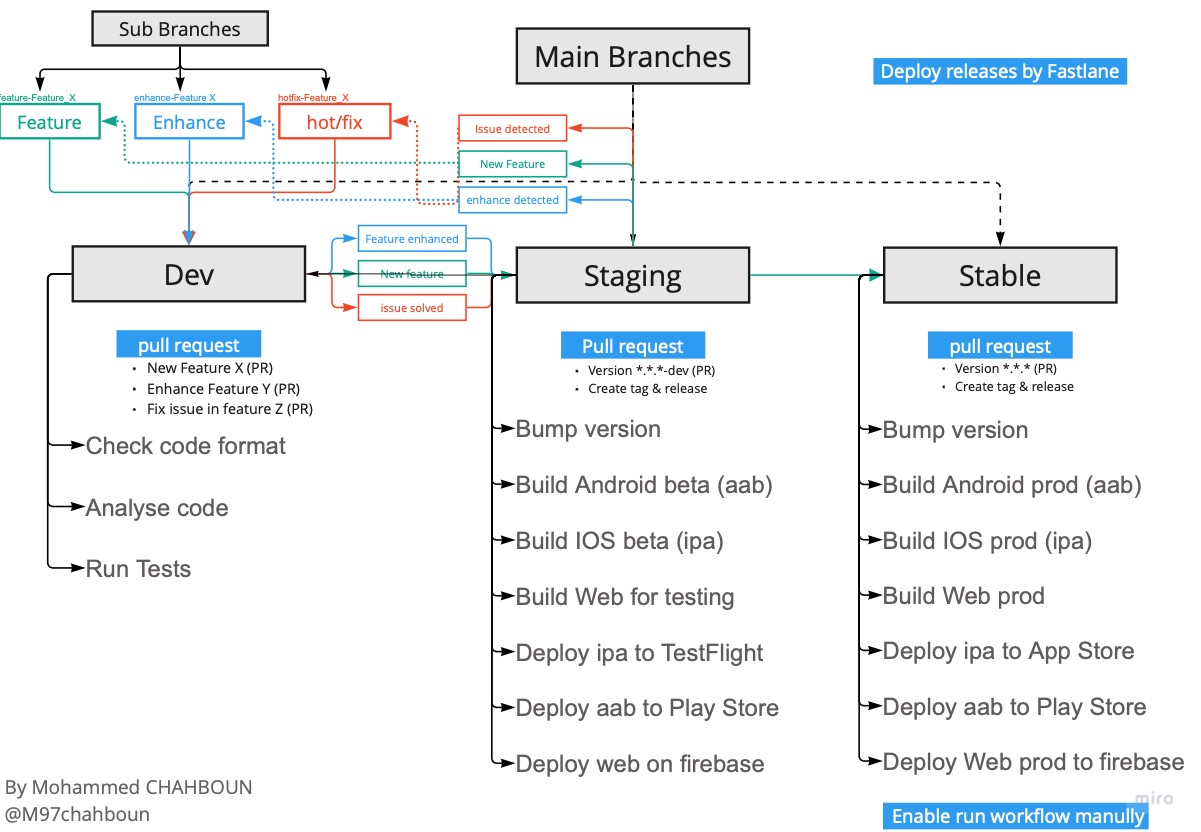 Sub Branches
Main Branches
Deploy releases by Fastlane
feature-Feature_X
enhance-Feature X
hotfix-Feature_X
Feature
Enhance
hot/fix
Issue detected
New Feature
enhance detected
Feature enhanced
New feature
issue solved
Dev
Staging
Stable
pull request
• New Feature X (PR)
• Enhance Feature Y (PR)
• Fix issue in feature Z (PR)
Check code format
Analyse code
Run Tests
Pull request
• Version *.*.*-dev (PR)
• Create tag & release
Bump version
Build Android beta (aab)
Build IOS beta (ipa)
Build Web for testing
Deploy ipa to TestFlight
Deploy aab to Play Store
Deploy web on firebase
pull request
• Version *.*.* (PR)
• Create tag & release
Bump version
Build Android prod (aab)
Build IOS prod (ipa)
Build Web prod
Deploy ipa to App Store
Deploy aab to Play Store
Deploy Web prod to firebase
By Mohammed CHAHBOUN
@M97chahboun
miro
Enable run workflow manully